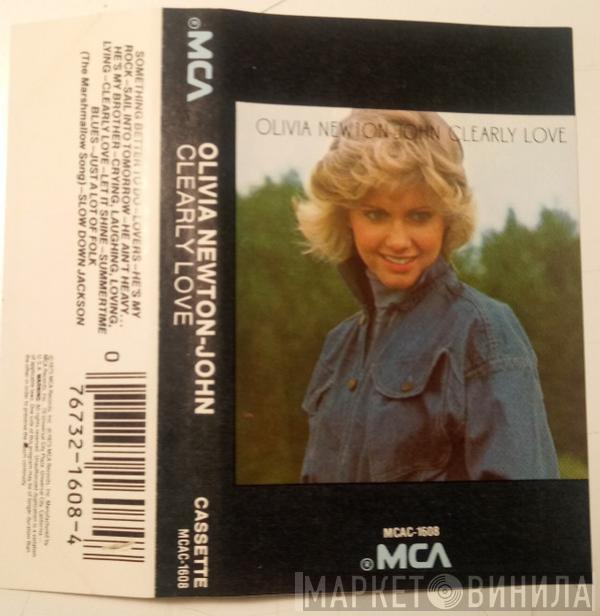 SOMETHING BETTER TO DO–LOVERS–HE'S MY
ROCK–SAIL INTO TOMORROW–HE AIN'T HEAVY...
HE'S MY BROTHER–CRYING, LAUGHING, LOVING,
LYING–CLEARLY LOVE–LET IT SHINE–SUMMERTIME
BLUES–JUST A LOT OF FOLK
(The Marshmallow Song)–SLOW DOWN JACKSON
0 76732-1608-4
®MCA
OLIVIA NEWTON-JOHN
CLEARLY LOVE
CASSETTE
MCAC-1608
OLIVIA NEWTON-JOHN CLEARLY LOVE
MCAC-1608
®MCA
МАРКЕТ ВИНИЛА